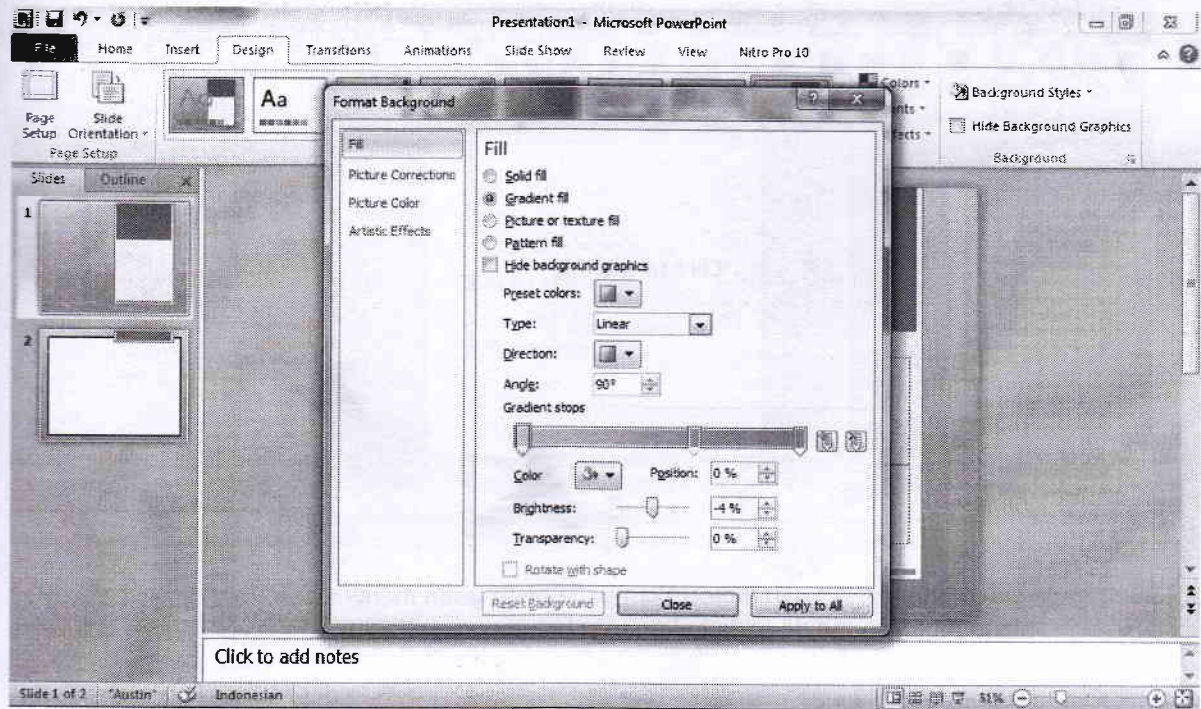 Presentation1 - Microsoft PowerPoint
File Home Insert Design Transitions Animations Slide Show Review View Nitro Pro 10
Page Setup
Slide Orientation
Page Setup
Aa
Aa
Colors
Background Styles
Hide Background Graphics
Background
Slides Outline
1
2
Format Background
Fill
Picture Corrections
Picture Color
Artistic Effects
Fill
Solid fill
Gradient fill
Picture or texture fill
Pattern fill
Hide background graphics
Preset colors:
Type: Linear
Direction:
Angle: 90°
Gradient stops
Color Position: 0 %
Brightness: -4 %
Transparency: 0 %
Rotate with shape
Reset Background Close Apply to All
Click to add notes
Slide 1 of 2 "Austin" Indonesian 51%